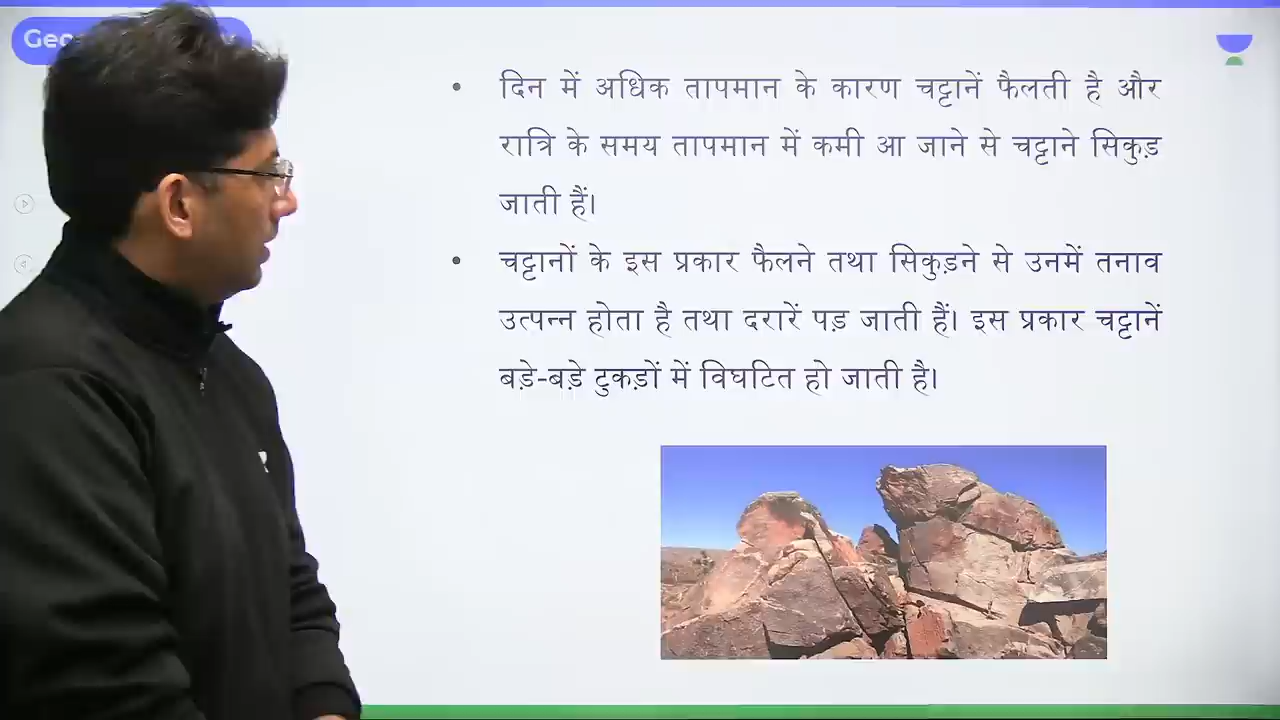 Geo
• दिन में अधिक तापमान के कारण चट्टानें फैलती है और
रात्रि के समय तापमान में कमी आ जाने से चट्टाने सिकुड़
जाती हैं।
• चट्टानों के इस प्रकार फैलने तथा सिकुड़ने से उनमें तनाव
उत्पन्न होता है तथा दरारें पड़ जाती हैं। इस प्रकार चट्टानें
बड़े-बड़े टुकड़ों में विघटित हो जाती है।